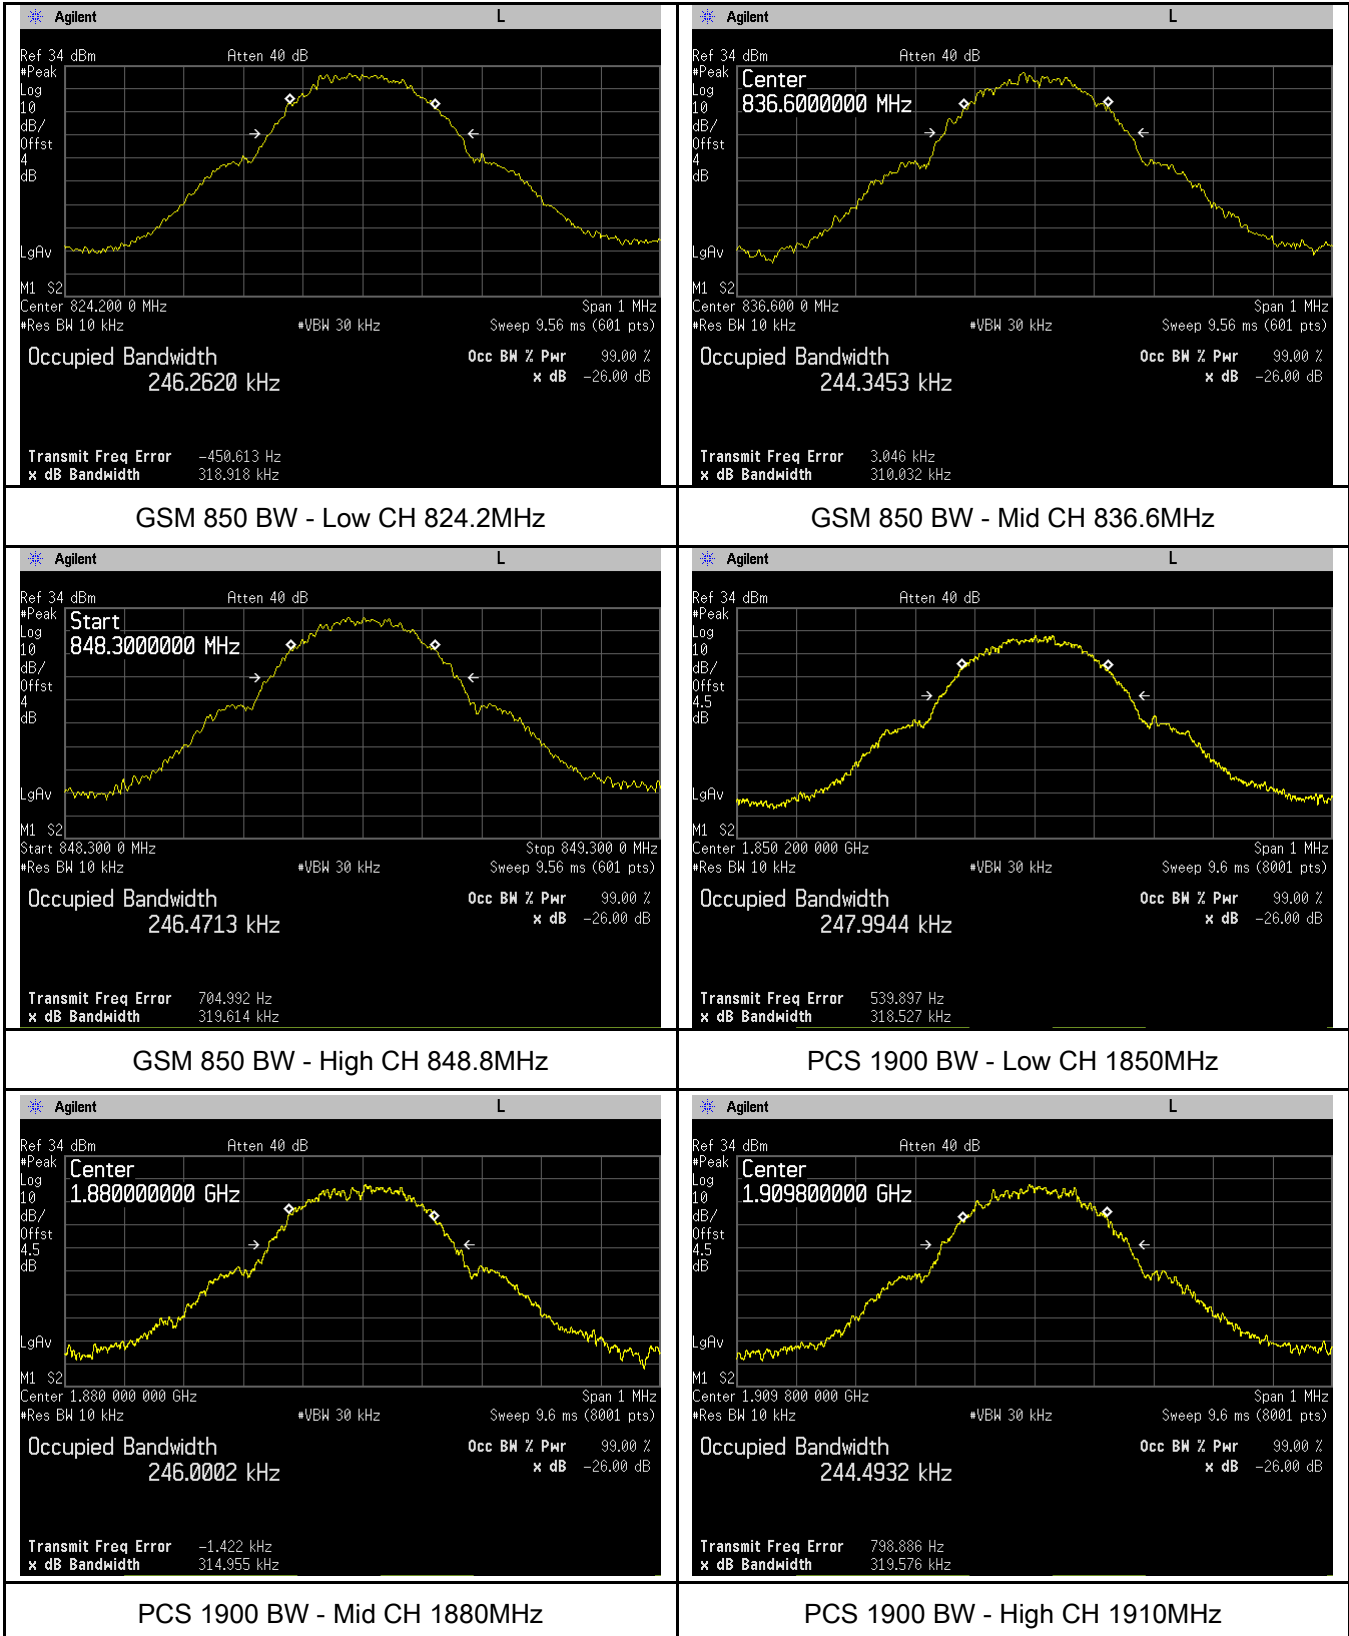 Agilent L
Ref 34 dBm Atten 40 dB
#Peak
Log
10
dB/
Offst
4
dB
LgAv
M1 S2
Center 824.200 0 MHz Span 1 MHz
#Res BW 10 kHz #VBW 30 kHz Sweep 9.56 ms (601 pts)
Occupied Bandwidth Occ BW % Pwr 99.00 %
246.2620 kHz x dB -26.00 dB
Transmit Freq Error -450.613 Hz
x dB Bandwidth 318.918 kHz
GSM 850 BW - Low CH 824.2MHz
Agilent L
Ref 34 dBm Atten 40 dB
#Peak
Log
10
dB/
Offst
4
dB
Center
836.6000000 MHz
LgAv
M1 S2
Center 836.600 0 MHz Span 1 MHz
#Res BW 10 kHz #VBW 30 kHz Sweep 9.56 ms (601 pts)
Occupied Bandwidth Occ BW % Pwr 99.00 %
244.3453 kHz x dB -26.00 dB
Transmit Freq Error 3.046 kHz
x dB Bandwidth 310.032 kHz
GSM 850 BW - Mid CH 836.6MHz
Agilent L
Ref 34 dBm Atten 40 dB
#Peak
Log
10
dB/
Offst
4
dB
Start
848.3000000 MHz
LgAv
M1 S2
Start 848.300 0 MHz Stop 849.300 0 MHz
#Res BW 10 kHz #VBW 30 kHz Sweep 9.56 ms (601 pts)
Occupied Bandwidth Occ BW % Pwr 99.00 %
246.4713 kHz x dB -26.00 dB
Transmit Freq Error 704.992 Hz
x dB Bandwidth 319.614 kHz
GSM 850 BW - High CH 848.8MHz
Agilent L
Ref 34 dBm Atten 40 dB
#Peak
Log
10
dB/
Offst
4.5
dB
LgAv
M1 S2
Center 1.850 200 000 GHz Span 1 MHz
#Res BW 10 kHz #VBW 30 kHz Sweep 9.6 ms (8001 pts)
Occupied Bandwidth Occ BW % Pwr 99.00 %
247.9944 kHz x dB -26.00 dB
Transmit Freq Error 539.897 Hz
x dB Bandwidth 318.527 kHz
PCS 1900 BW - Low CH 1850MHz
Agilent L
Ref 34 dBm Atten 40 dB
#Peak
Log
10
dB/
Offst
4.5
dB
Center
1.880000000 GHz
LgAv
M1 S2
Center 1.880 000 000 GHz Span 1 MHz
#Res BW 10 kHz #VBW 30 kHz Sweep 9.6 ms (8001 pts)
Occupied Bandwidth Occ BW % Pwr 99.00 %
246.0002 kHz x dB -26.00 dB
Transmit Freq Error -1.422 kHz
x dB Bandwidth 314.955 kHz
PCS 1900 BW - Mid CH 1880MHz
Agilent L
Ref 34 dBm Atten 40 dB
#Peak
Log
10
dB/
Offst
4.5
dB
Center
1.909800000 GHz
LgAv
M1 S2
Center 1.909 800 000 GHz Span 1 MHz
#Res BW 10 kHz #VBW 30 kHz Sweep 9.6 ms (8001 pts)
Occupied Bandwidth Occ BW % Pwr 99.00 %
244.4932 kHz x dB -26.00 dB
Transmit Freq Error 798.886 Hz
x dB Bandwidth 319.576 kHz
PCS 1900 BW - High CH 1910MHz